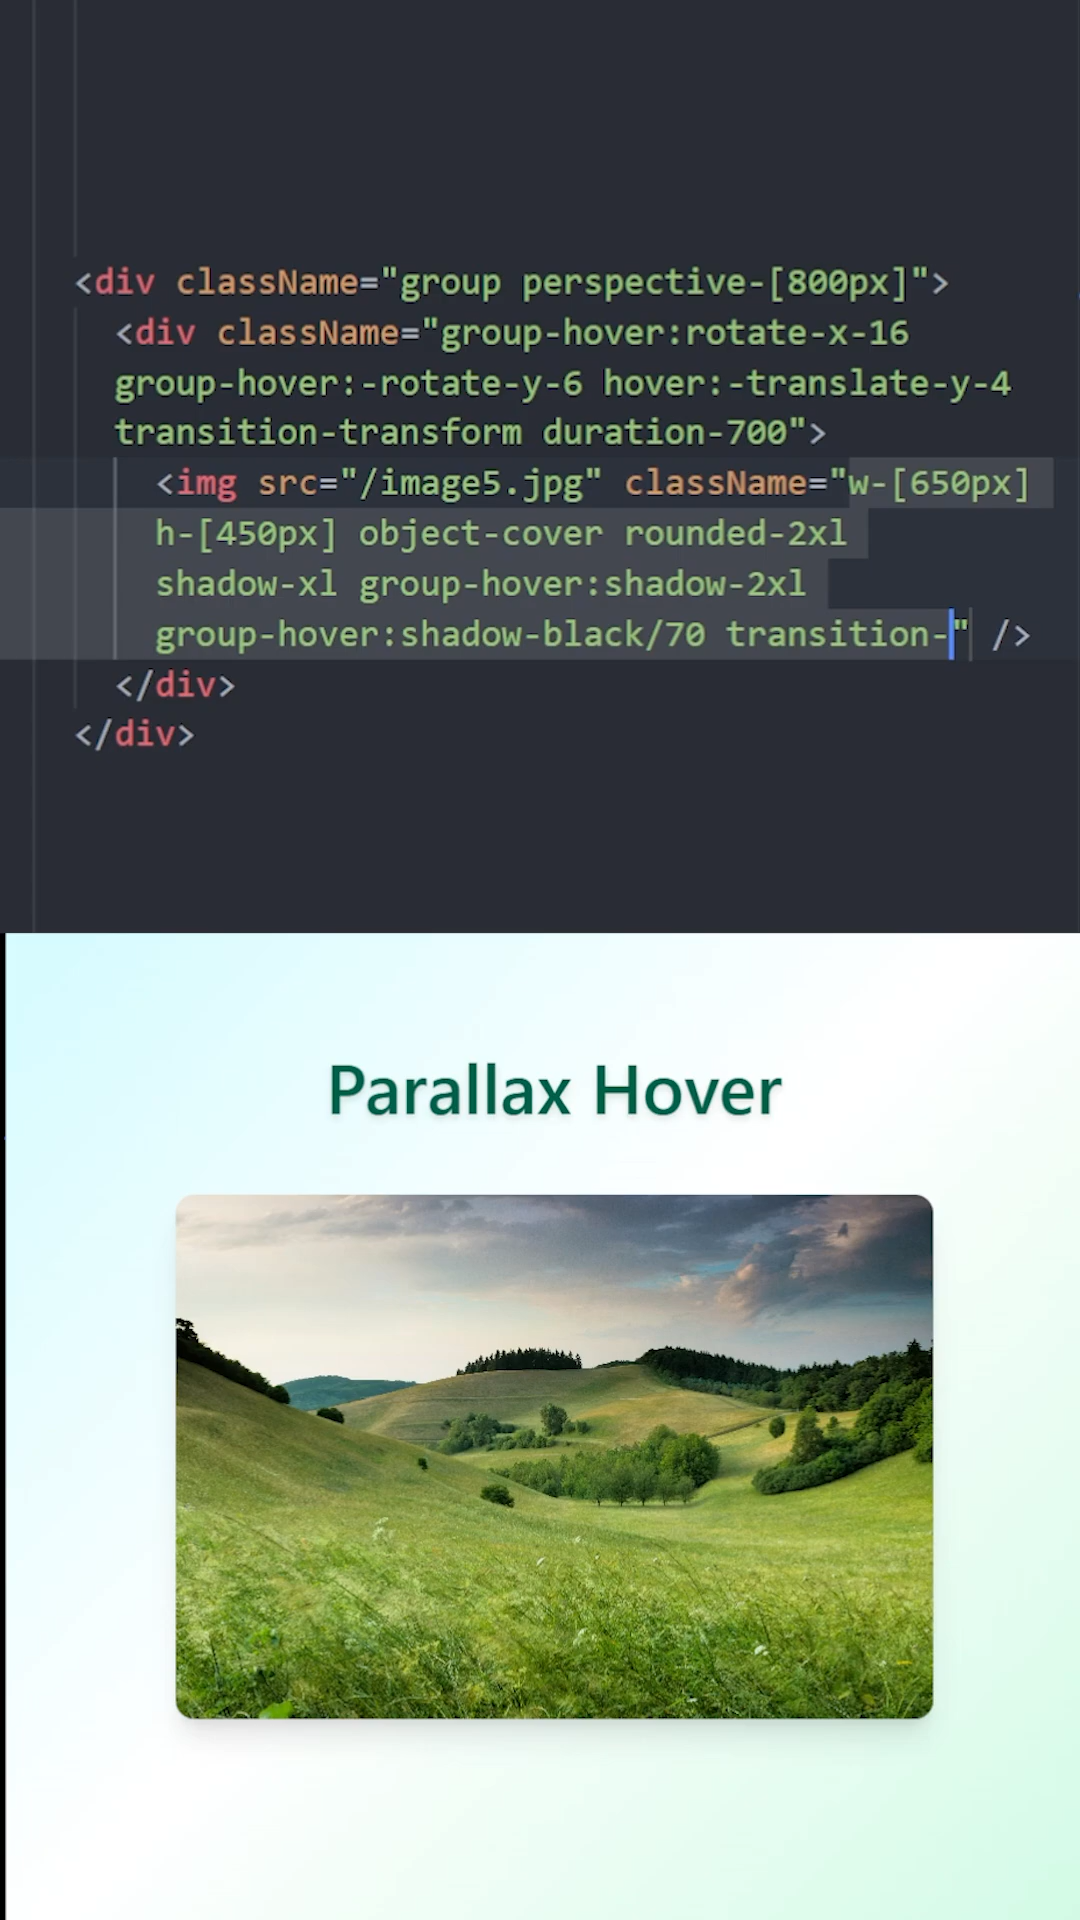 <div className="group perspective-[800px]">
<div className="group-hover:rotate-x-16
group-hover:-rotate-y-6 hover:-translate-y-4
transition-transform duration-700">
<img src="/image5.jpg" className="w-[650px]
h-[450px] object-cover rounded-2xl
shadow-xl group-hover:shadow-2xl
group-hover:shadow-black/70 transition-" />
</div>
</div>
Parallax Hover